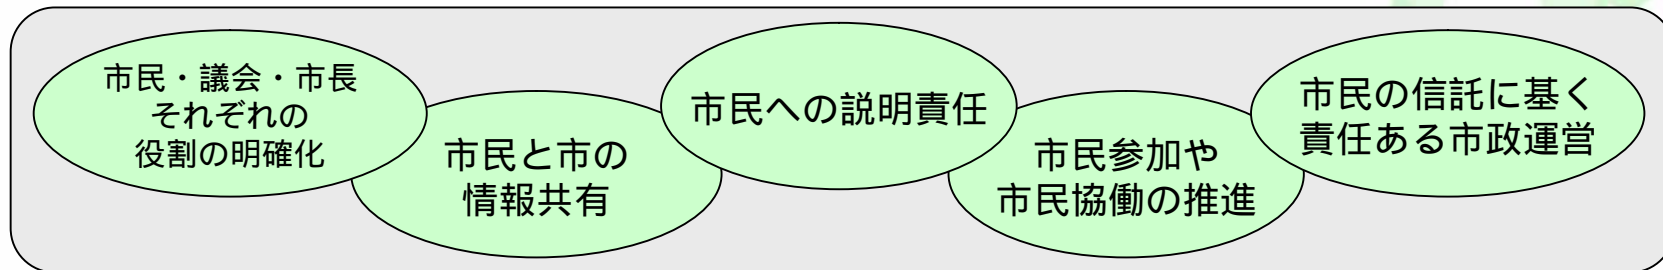 市民・議会・市長
それぞれの
役割の明確化
市民と市の
情報共有
市民への説明責任
市民参加や
市民協働の推進
市民の信託に基く
責任ある市政運営